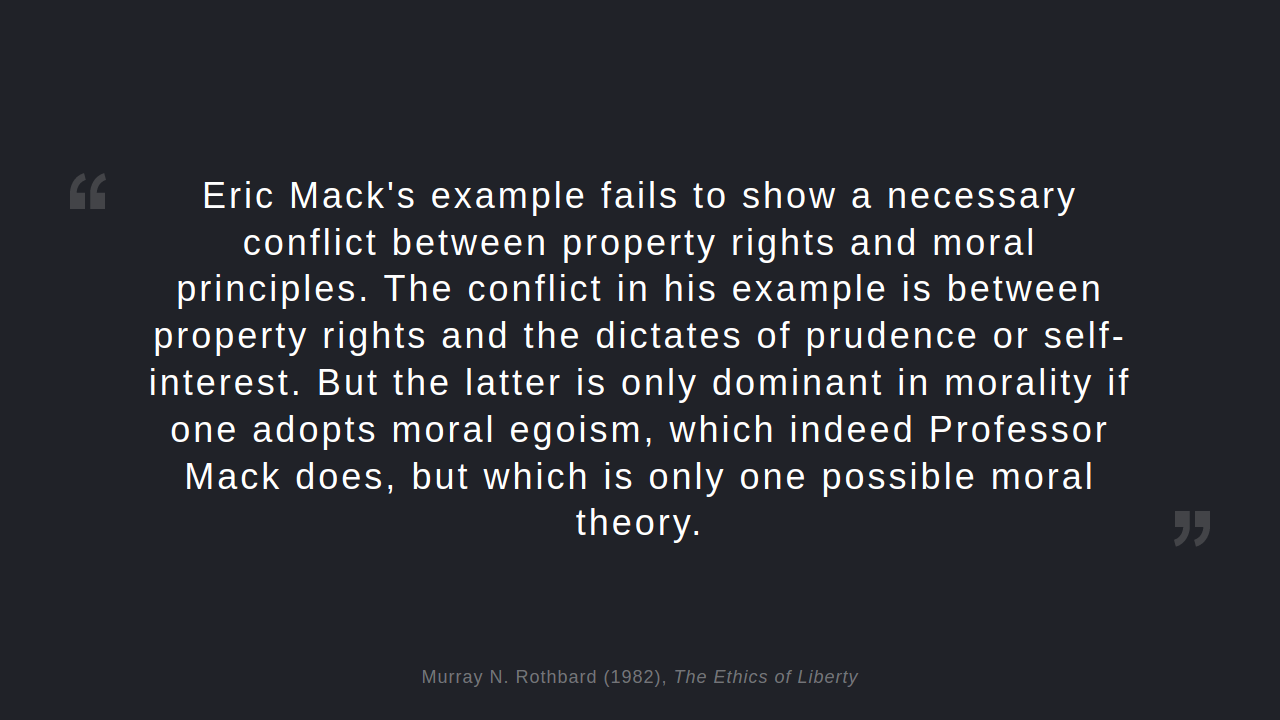 “
Eric Mack's example fails to show a necessary
conflict between property rights and moral
principles. The conflict in his example is between
property rights and the dictates of prudence or self-
interest. But the latter is only dominant in morality if
one adopts moral egoism, which indeed Professor
Mack does, but which is only one possible moral
theory.
”
Murray N. Rothbard (1982), The Ethics of Liberty